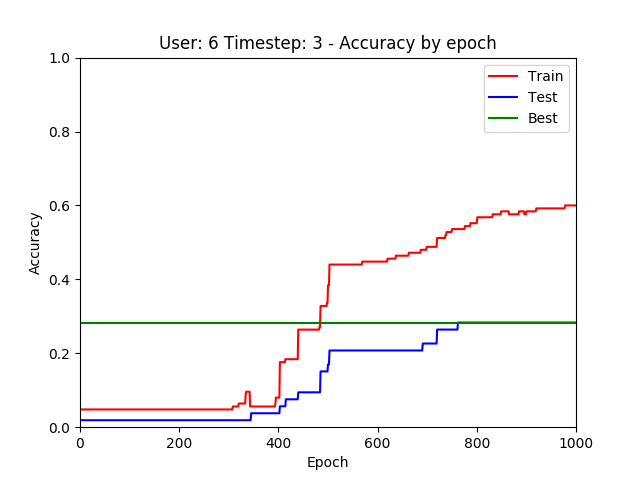 User: 6 Timestep: 3 - Accuracy by epoch
1.0
0.8
0.6
0.4
0.2
0.0
Accuracy
Train
Test
Best
0 200 400 600 800 1000
Epoch